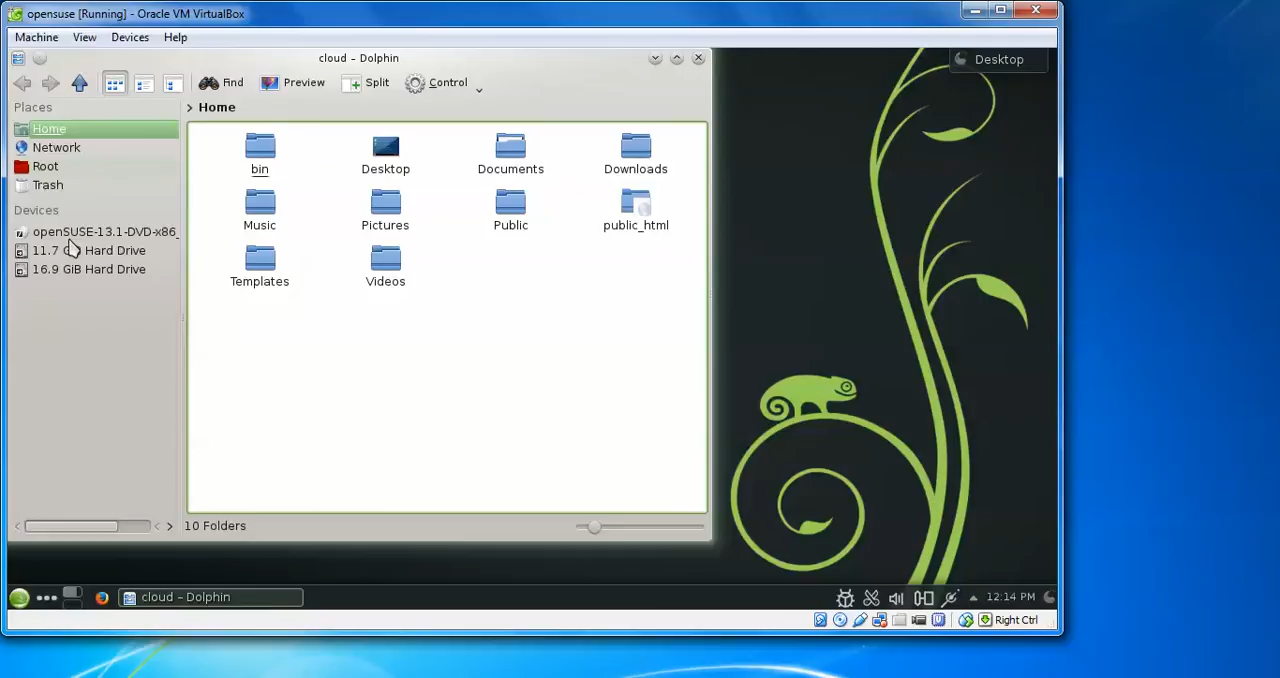 opensuse [Running] - Oracle VM VirtualBox
Machine View Devices Help
cloud – Dolphin
Find Preview Split Control
Places
Home
Network
Root
Trash
Devices
openSUSE-13.1-DVD-x86_
11.7 Hard Drive
16.9 GiB Hard Drive
Home
bin Desktop Documents Downloads
Music Pictures Public public_html
Templates Videos
10 Folders
Desktop
cloud – Dolphin
12:14 PM
Right Ctrl